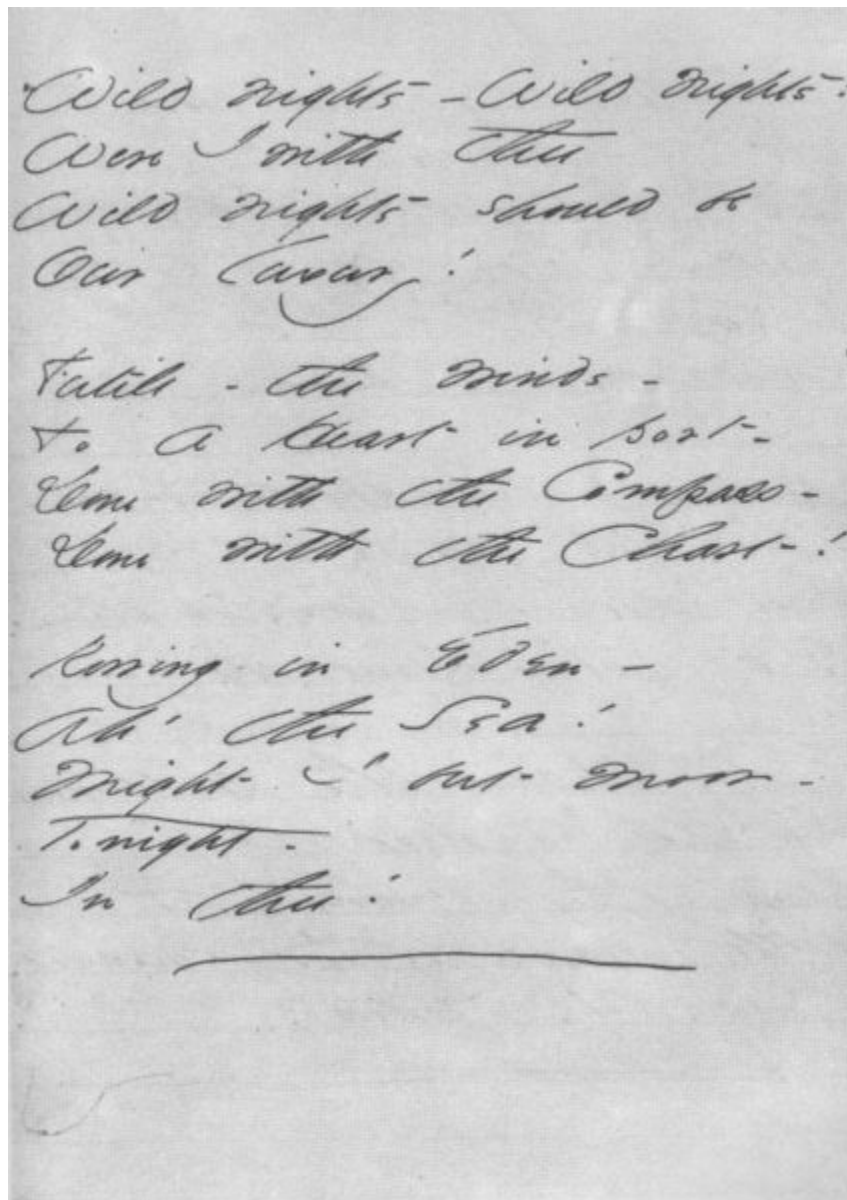 Wild nights - Wild nights!
Were I with thee
Wild nights should be
Our luxury!
Futile - the winds -
To a Heart in port -
Done with the Compass -
Done with the Chart!
Rowing in Eden -
Ah! the Sea!
Might I but moor -
Tonight -
In thee!